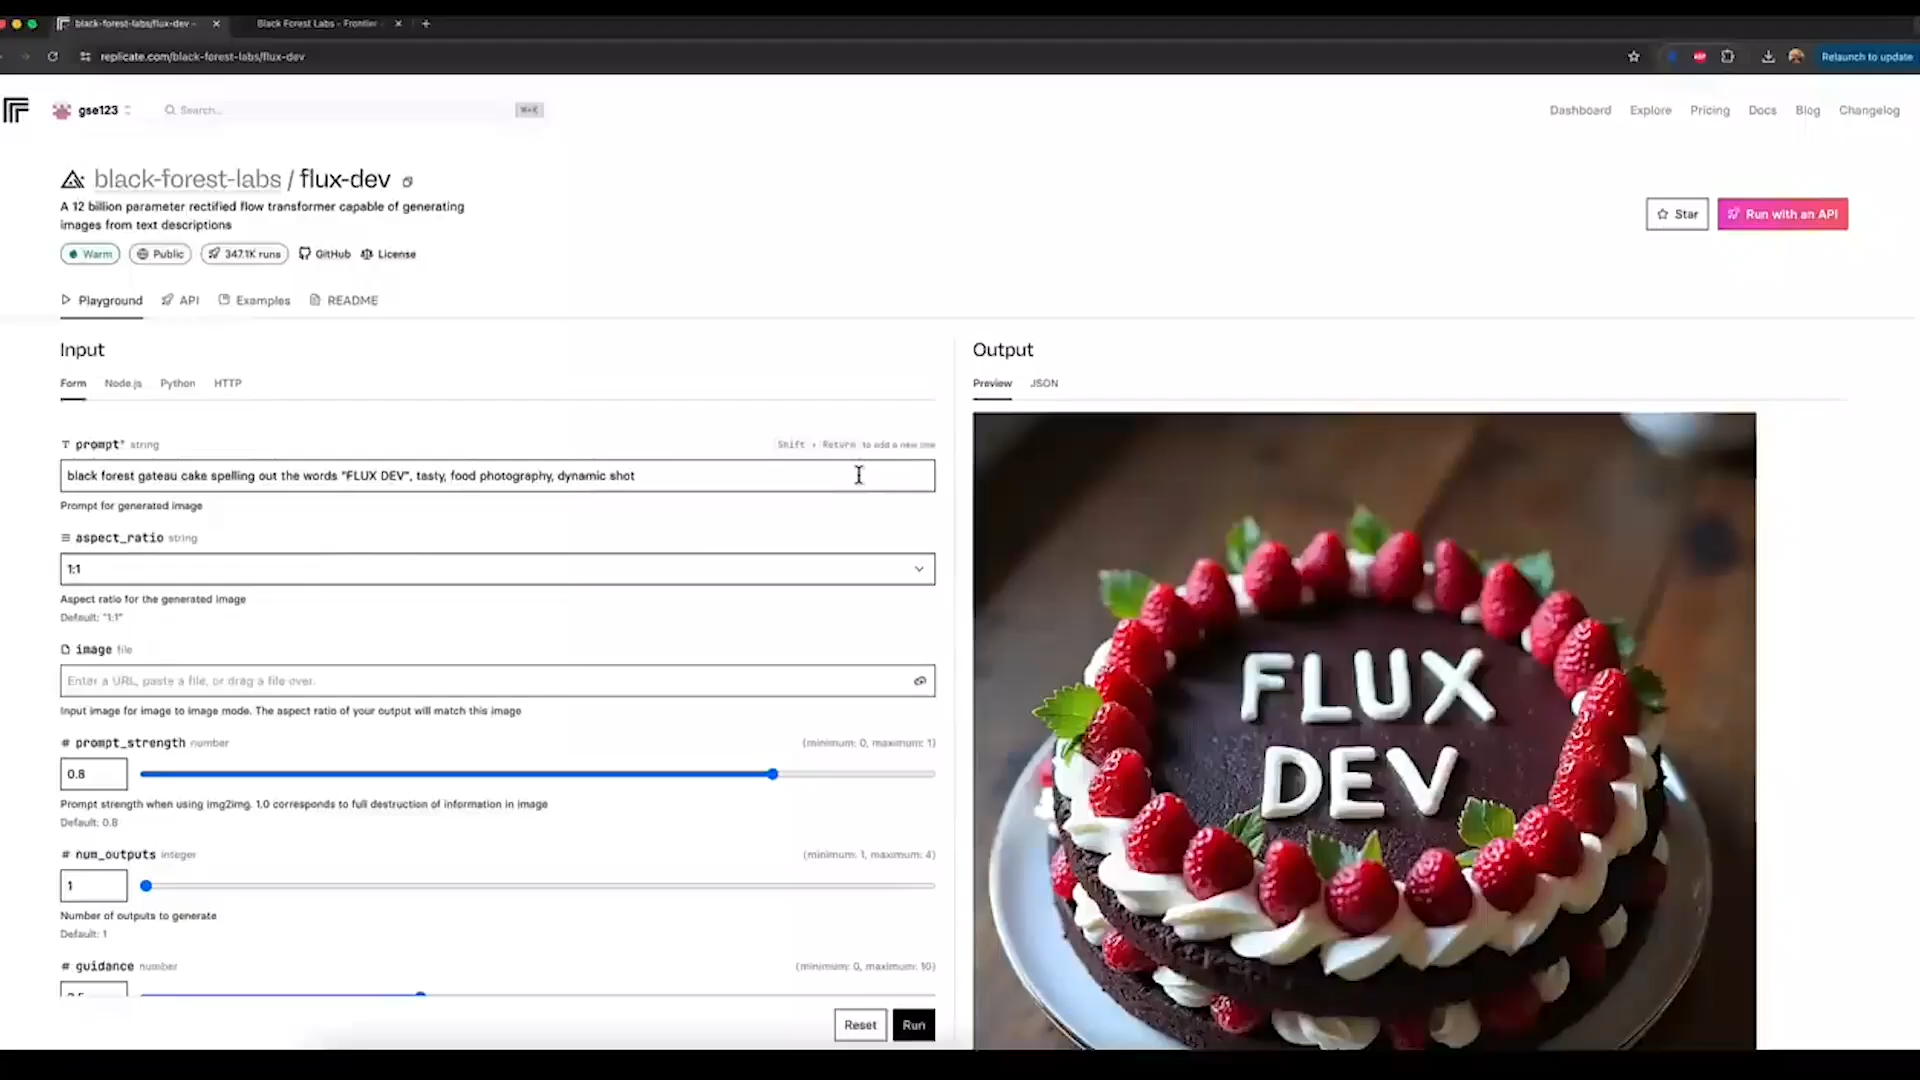 black-forest-labs/flux-dev
Black Forest Labs - Frontier
replicate.com/black-forest-labs/flux-dev
Relaunch to update
gse123
Search...
Dashboard Explore Pricing Docs Blog Changelog
black-forest-labs / flux-dev
A 12 billion parameter rectified flow transformer capable of generating
images from text descriptions
Star
Run with an API
Warm
Public
347.1K runs
GitHub
License
Playground
API
Examples
README
Input
Form Node.js Python HTTP
prompt* string
Shift + Return to add a new line
black forest gateau cake spelling out the words "FLUX DEV", tasty, food photography, dynamic shot
Prompt for generated image
aspect_ratio string
1:1
Aspect ratio for the generated image
Default: "1:1"
image file
Enter a URL, paste a file, or drag a file over.
Input image for image to image mode. The aspect ratio of your output will match this image
# prompt_strength number
(minimum: 0, maximum: 1)
0.8
Prompt strength when using img2img. 1.0 corresponds to full destruction of information in image
Default: 0.8
# num_outputs integer
(minimum: 1, maximum: 4)
1
Number of outputs to generate
Default: 1
# guidance number
(minimum: 0, maximum: 10)
Reset
Run
Output
Preview JSON
FLUX
DEV